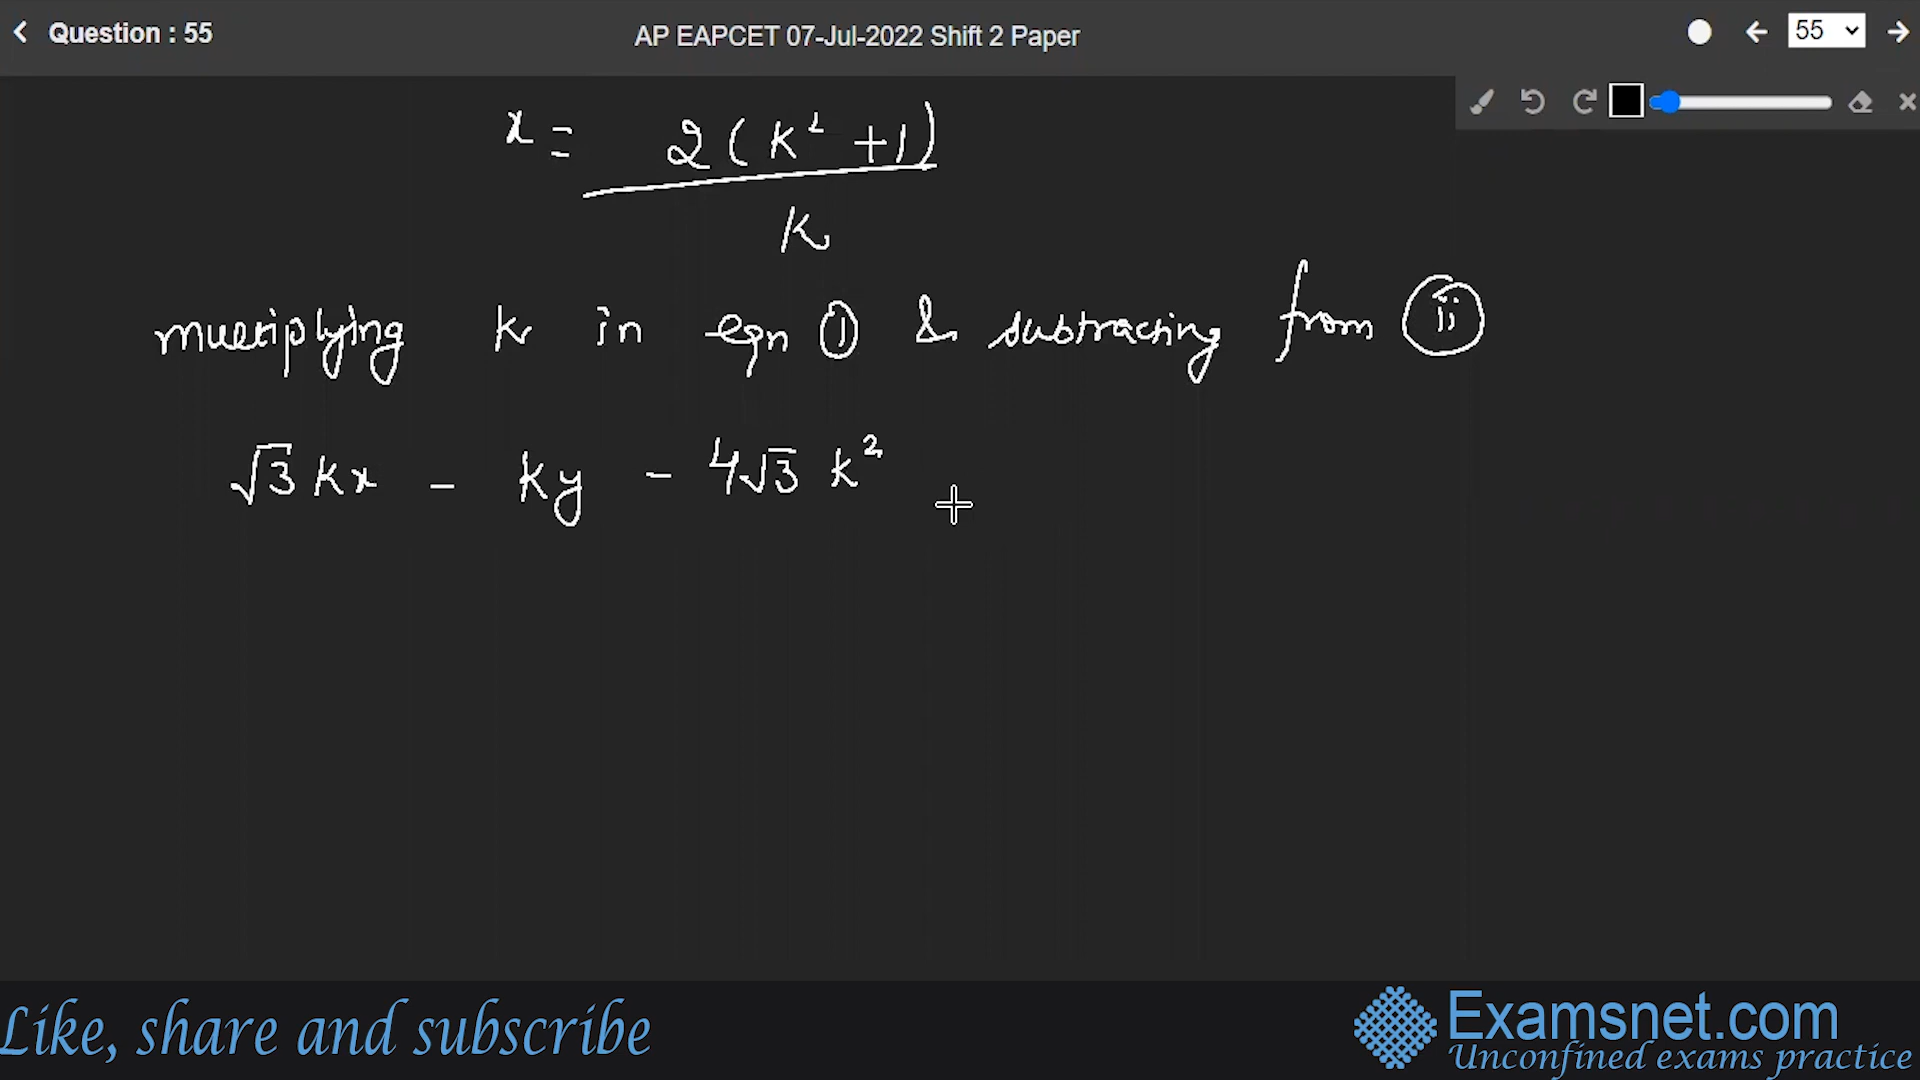 Question : 55
AP EAPCET 07-Jul-2022 Shift 2 Paper
55
x = 2(k² + 1)
k
multiplying k in eqn ① & subtracting from ⓘⓘ
√3 kx - ky - 4√3 k²
Like, share and subscribe
Examsnet.com
Unconfined exams practice